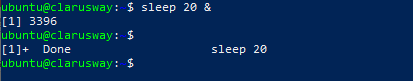 ubuntu@clarusway: $ sleep 20 &
[1] 3396
ubuntu@clarusway: $
[1]+  Done                    sleep 20
ubuntu@clarusway: $